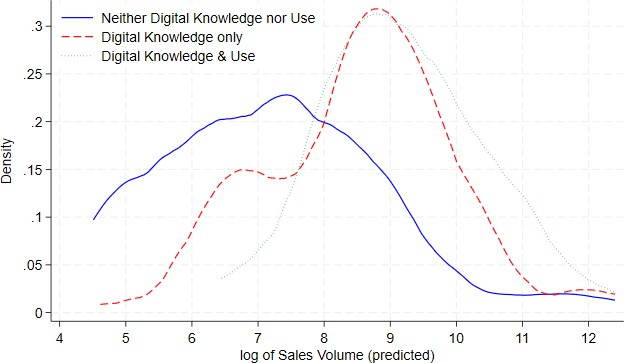 Neither Digital Knowledge nor Use
Digital Knowledge only
Digital Knowledge & Use
Density
.3
.25
.2
.15
.1
.05
0
4 5 6 7 8 9 10 11 12
log of Sales Volume (predicted)